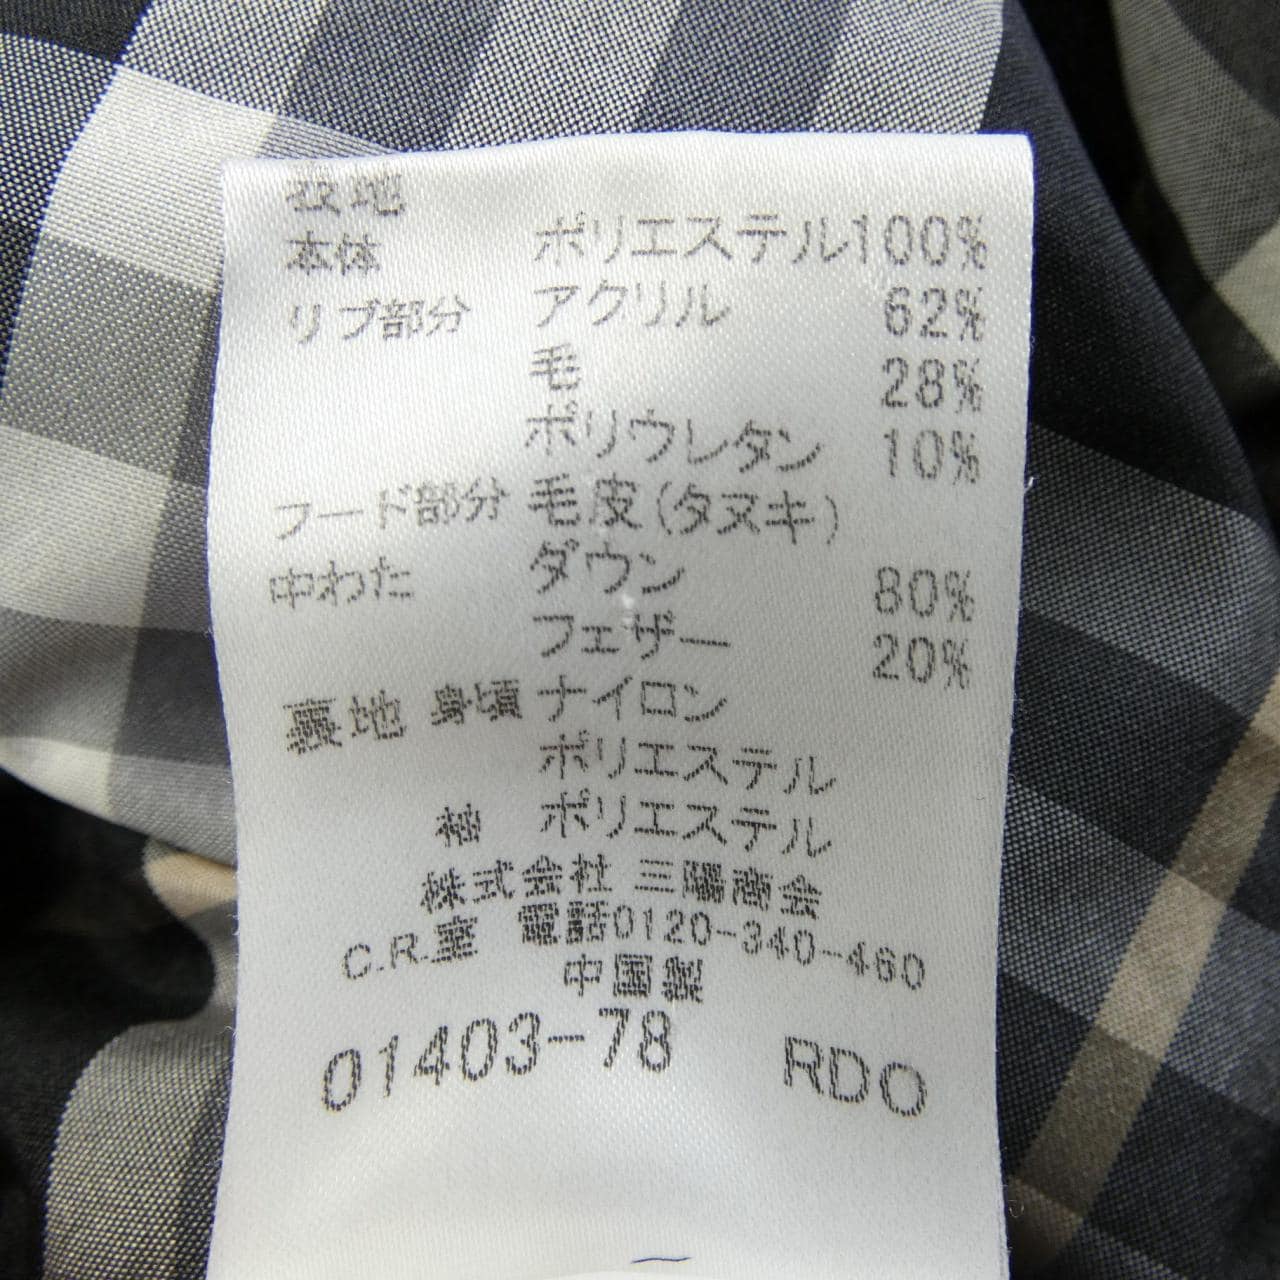 表地
本体 ポリエステル100%
リブ部分 アクリル 62%
毛 28%
ポリウレタン 10%
フード部分 毛皮(タヌキ)
中わた ダウン 80%
フェザー 20%
裏地 身頃 ナイロン
ポリエステル
袖 ポリエステル
株式会社 三陽商会
C.R.室 電話0120-340-460
中国製
01403-78 RDO